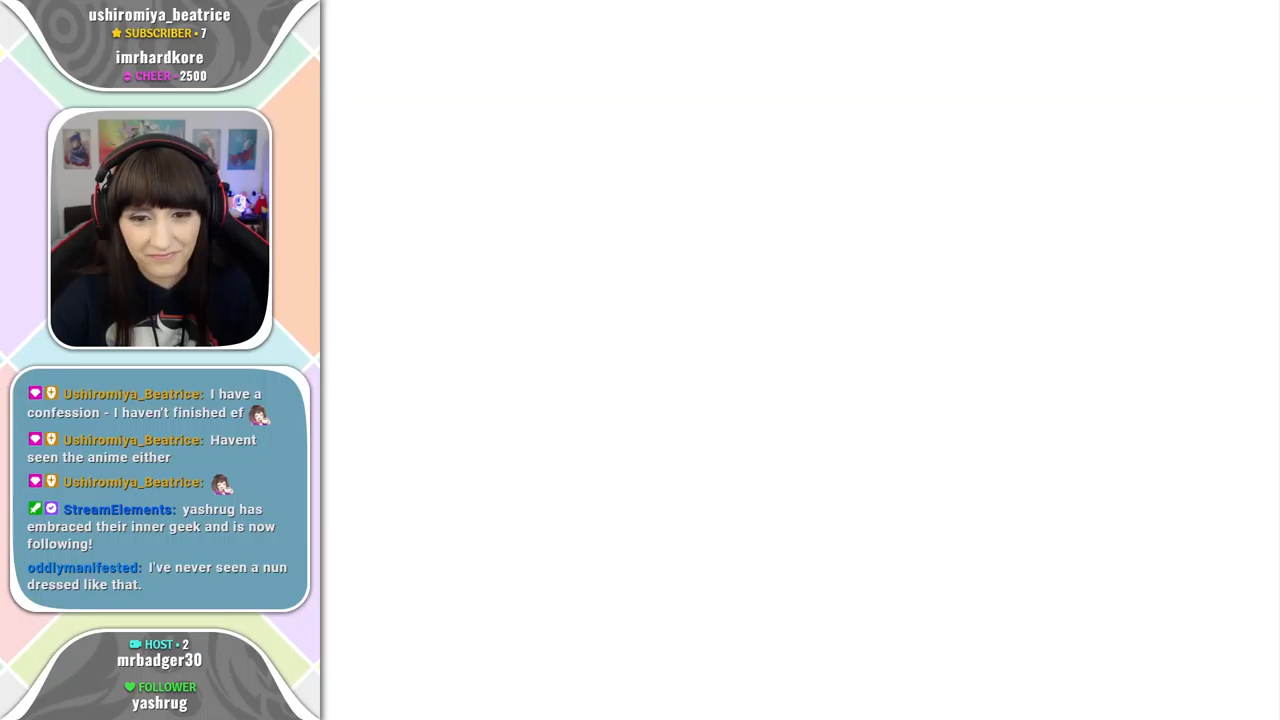 ushiromiya_beatrice
SUBSCRIBER • 7
imrhardkore
CHEER • 2500
Ushiromiya_Beatrice: I have a
confession - I haven't finished ef
Ushiromiya_Beatrice: Havent
seen the anime either
Ushiromiya_Beatrice:
StreamElements: yashrug has
embraced their inner geek and is now
following!
oddlymanifested: I've never seen a nun
dressed like that.
HOST • 2
mrbadger30
FOLLOWER
yashrug